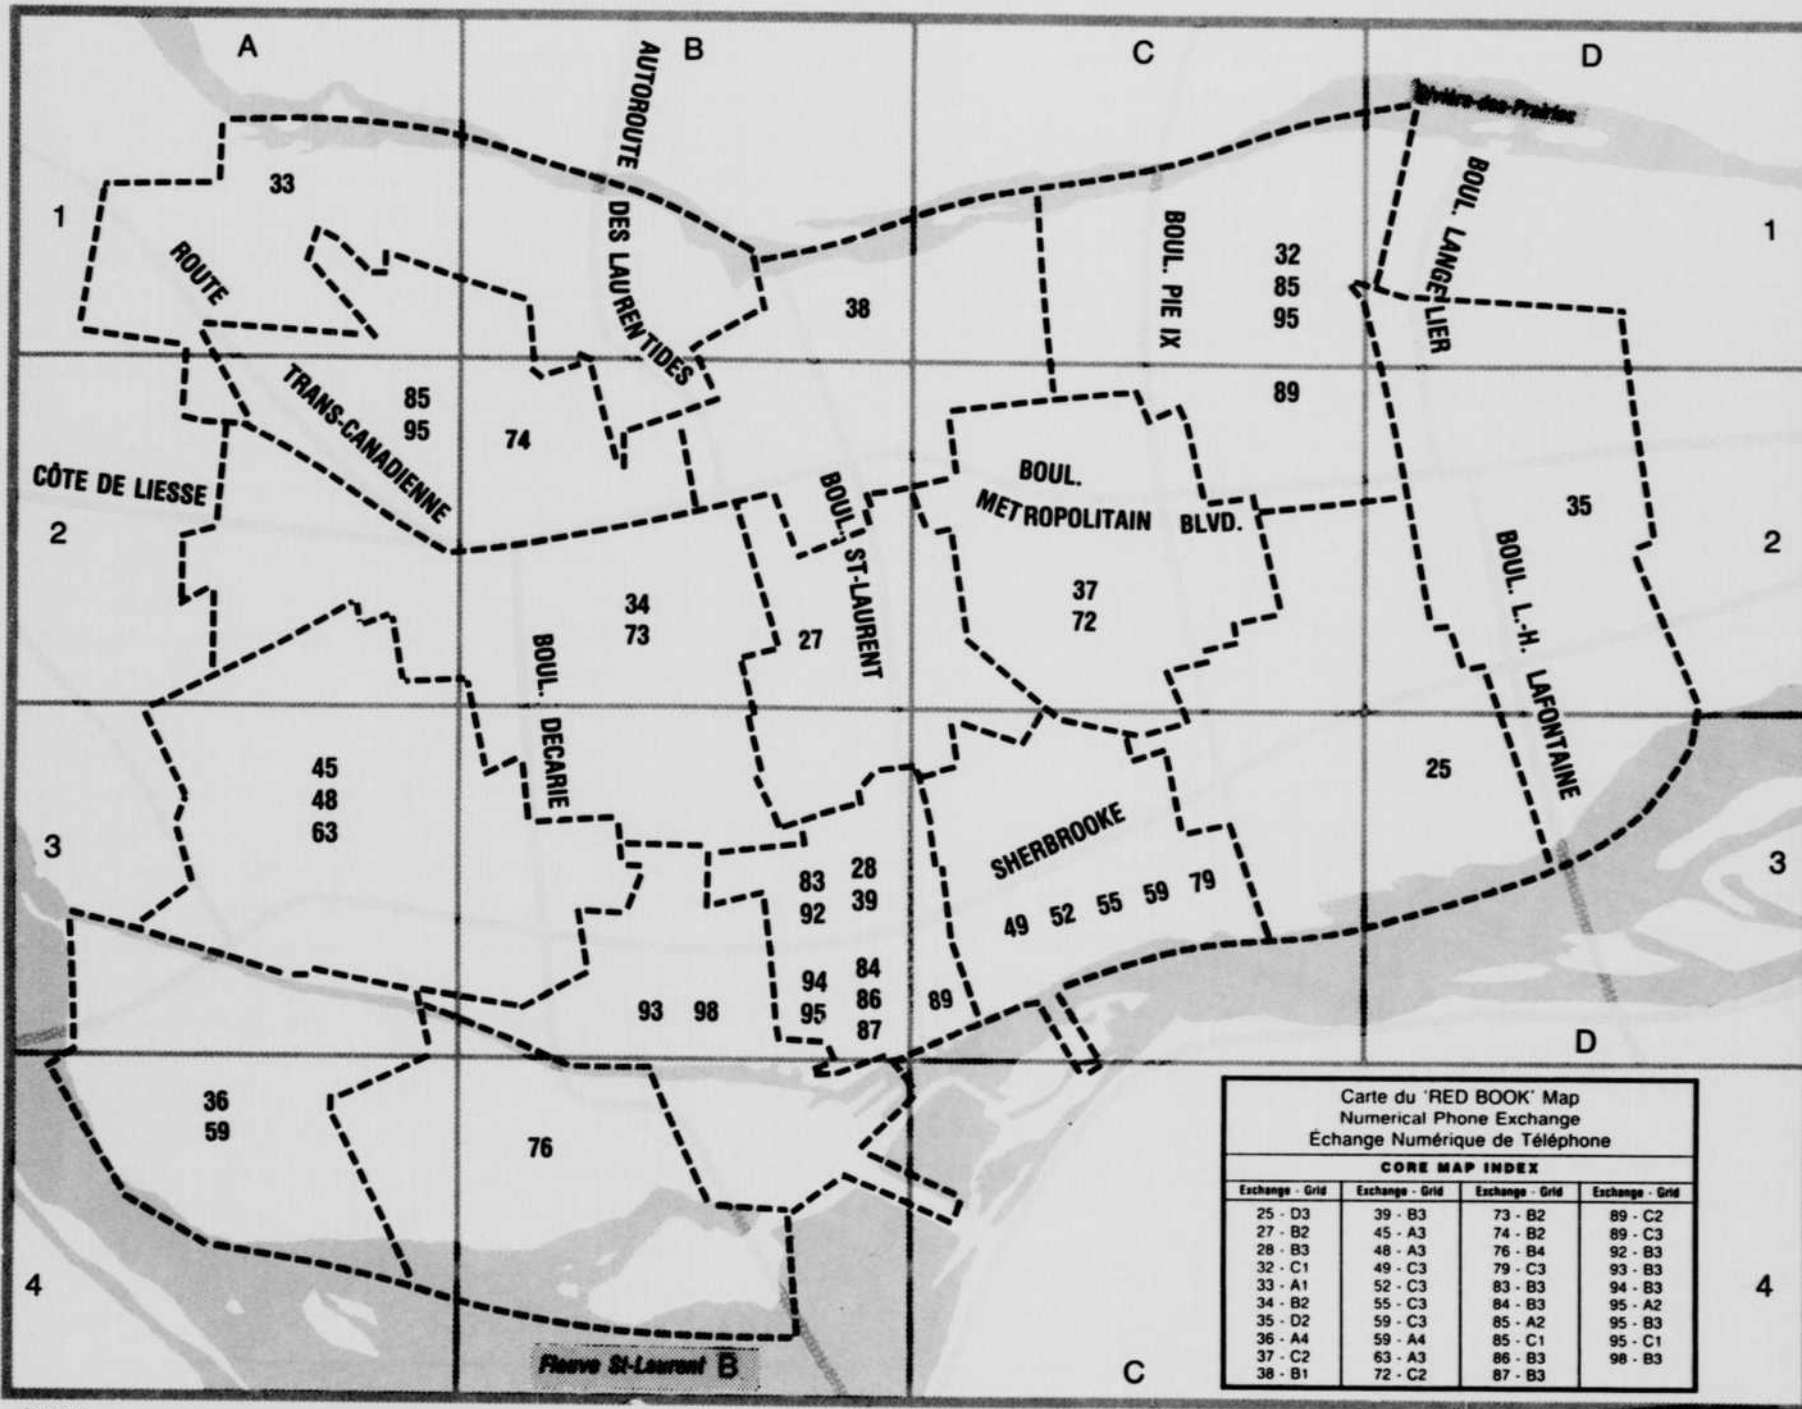 A B C D
AUTOROUTE DES LAURENTIDES
Rivière-des-Prairies
BOUL. LANGELIER
1
33
ROUTE TRANS-CANADIENNE
38
BOUL. PIE IX
32
85
95
1
85
95
74
89
CÔTE DE LIESSE
2
BOUL. ST-LAURENT
BOUL.
METROPOLITAIN BLVD.
35
2
34
73
27
37
72
BOUL. DECARIE
BOUL. L.-H. LAFONTAINE
45
48
63
25
3
SHERBROOKE
83 28
92 39
49 52 55 59 79
3
93 98
94 84
95 86
87
89
D
36
59
76
4
Fleuve St-Laurent B
C
4
Carte du 'RED BOOK' Map
Numerical Phone Exchange
Échange Numérique de Téléphone
CORE MAP INDEX
Exchange - Grid Exchange - Grid Exchange - Grid Exchange - Grid
25 - D3 39 - B3 73 - B2 89 - C2
27 - B2 45 - A3 74 - B2 89 - C3
28 - B3 48 - A3 76 - B4 92 - B3
32 - C1 49 - C3 79 - C3 93 - B3
33 - A1 52 - C3 83 - B3 94 - B3
34 - B2 55 - C3 84 - B3 95 - A2
35 - D2 59 - C3 85 - A2 95 - B3
36 - A4 59 - A4 85 - C1 95 - C1
37 - C2 63 - A3 86 - B3 98 - B3
38 - B1 72 - C2 87 - B3